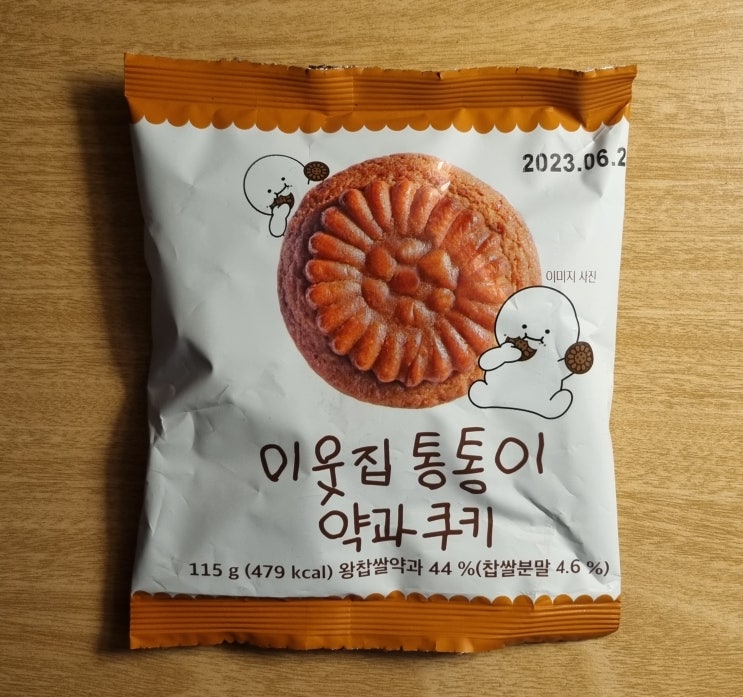 2023.06.2
이미지 사진
이웃집 통통이
약과쿠키
115 g (479 kcal) 왕찹쌀약과 44 %(찹쌀분말 4.6 %)